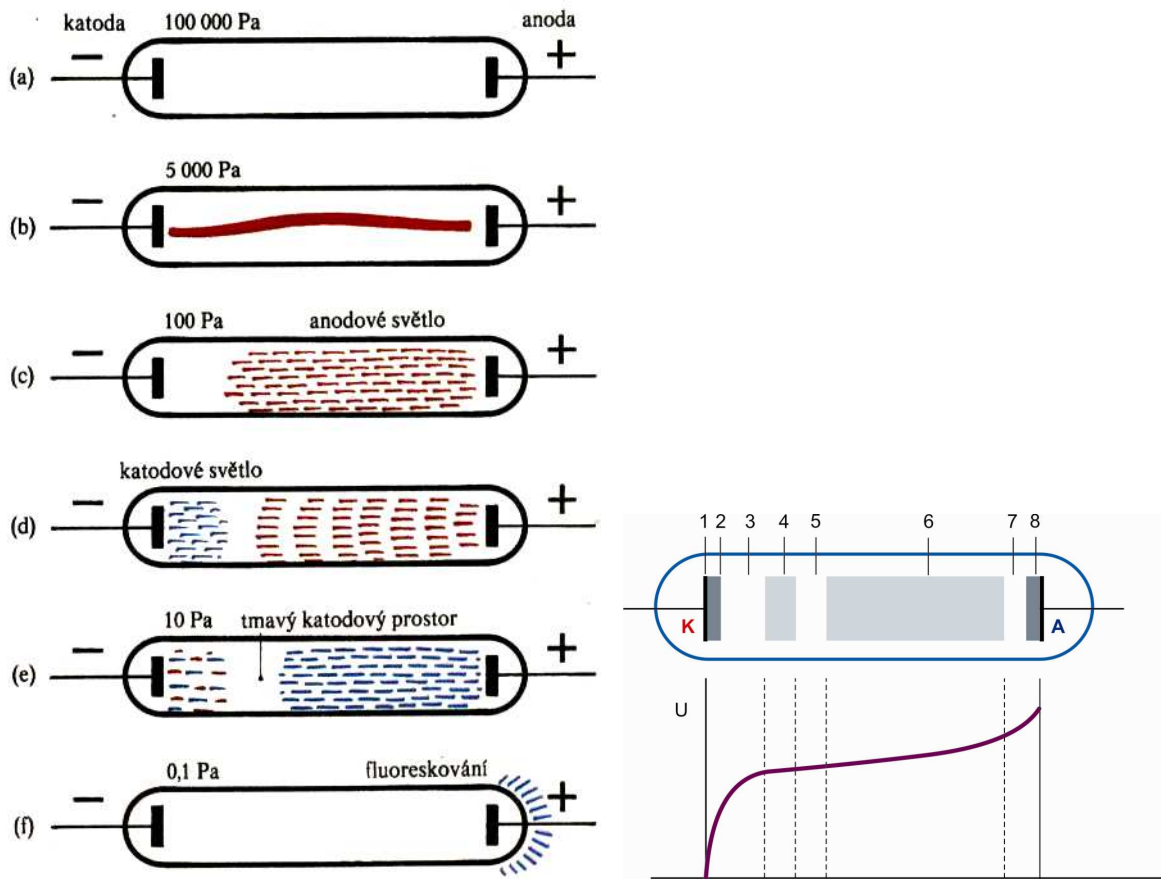 katoda 100 000 Pa anoda
− +
(a)
5 000 Pa
− +
(b)
100 Pa anodové světlo
− +
(c)
katodové světlo
− +
(d)
10 Pa tmavý katodový prostor
− +
(e)
0,1 Pa fluoreskování
− +
(f)
1 2 3 4 5 6 7 8
K A
U